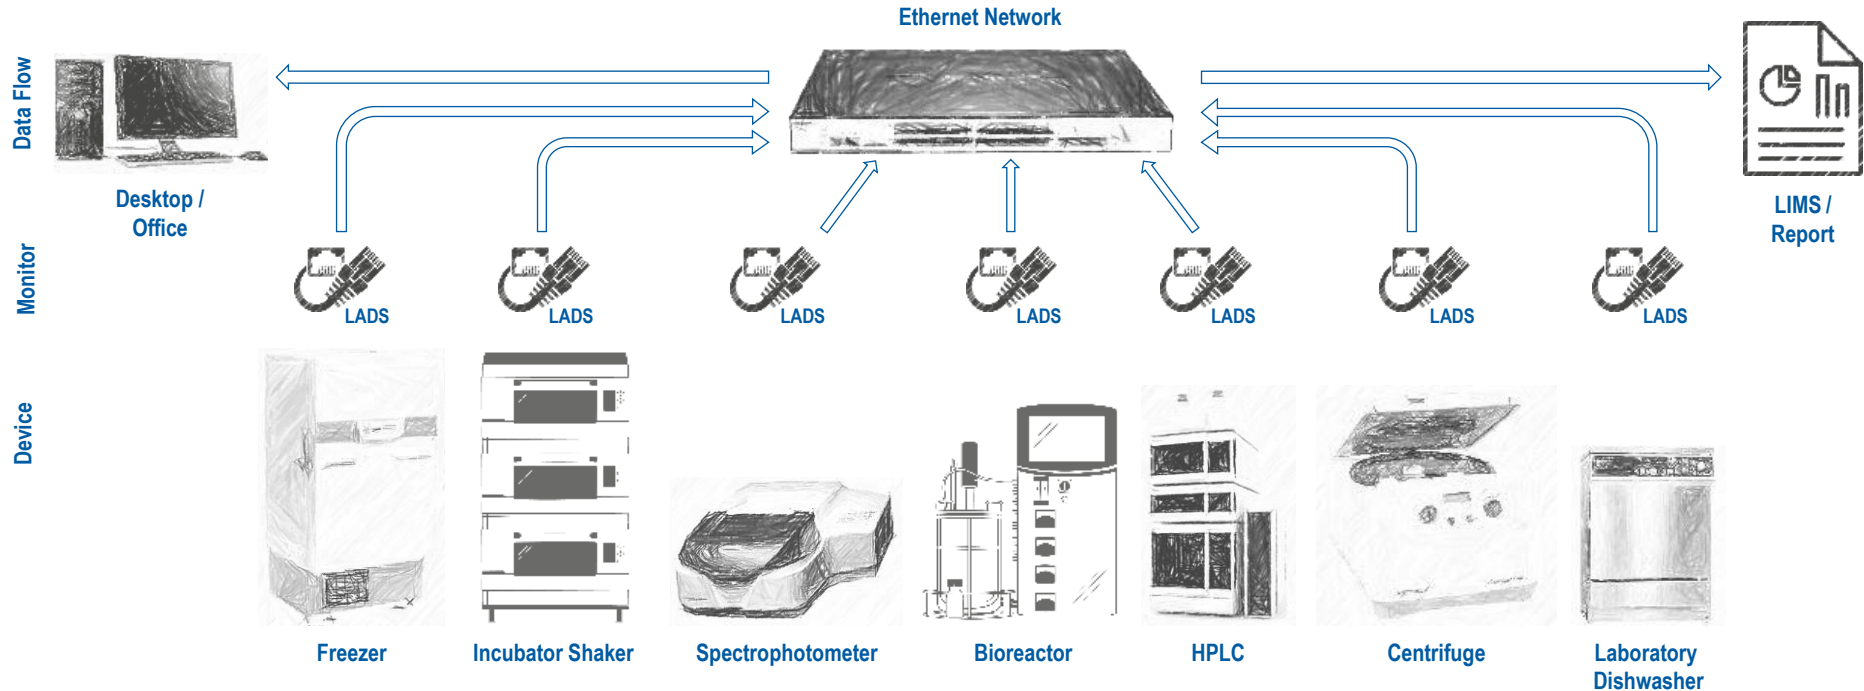 Ethernet Network
Data Flow
Desktop /
Office
LIMS /
Report
Monitor
LADS
LADS
LADS
LADS
LADS
LADS
LADS
Device
Freezer
Incubator Shaker
Spectrophotometer
Bioreactor
HPLC
Centrifuge
Laboratory
Dishwasher